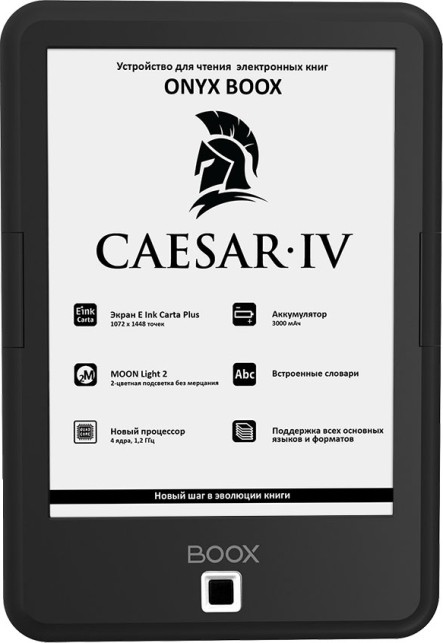 Устройство для чтения электронных книг
ONYX BOOX
CAESAR·IV
Eink
Carta
Экран E Ink Carta Plus
1072 x 1448 точек
Аккумулятор
3000 мАч
2M
MOON Light 2
2-цветная подсветка без мерцания
Abc
Встроенные словари
Новый процессор
4 ядра, 1,2 ГГц
Поддержка всех основных
языков и форматов
Новый шаг в эволюции книги
BOOX